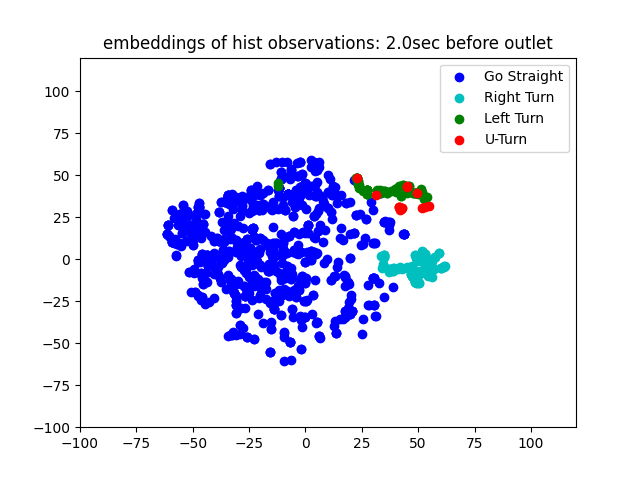 embeddings of hist observations: 2.0sec before outlet
Go Straight
Right Turn
Left Turn
U-Turn
100
75
50
25
0
−25
−50
−75
−100
−100 −75 −50 −25 0 25 50 75 100